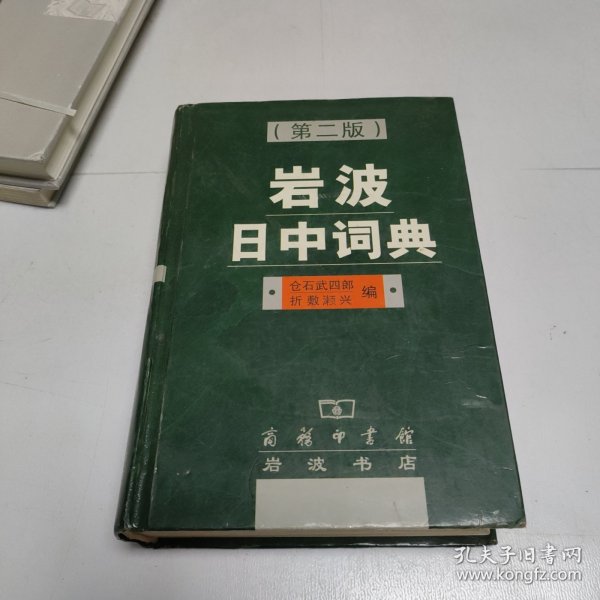 （第二版）
岩波
日中词典
仓石武四郎
折敷濑兴
编
商務印書館
岩波书店
孔夫子旧书网
www.kongfz.com